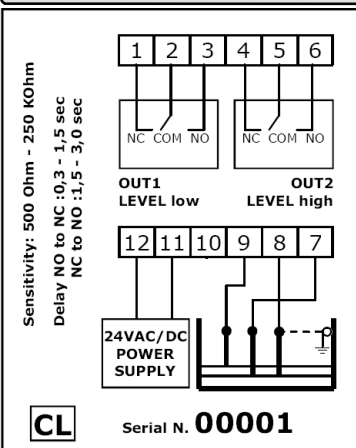 1 2 3 4 5 6
NC COM NO NC COM NO
OUT1
LEVEL low
OUT2
LEVEL high
Sensitivity: 500 Ohm - 250 KOhm
Delay NO to NC :0,3 - 1,5 sec
NC to NO :1,5 - 3,0 sec
12 11 10 9 8 7
24VAC/DC
POWER
SUPPLY
CL
Serial N. 00001